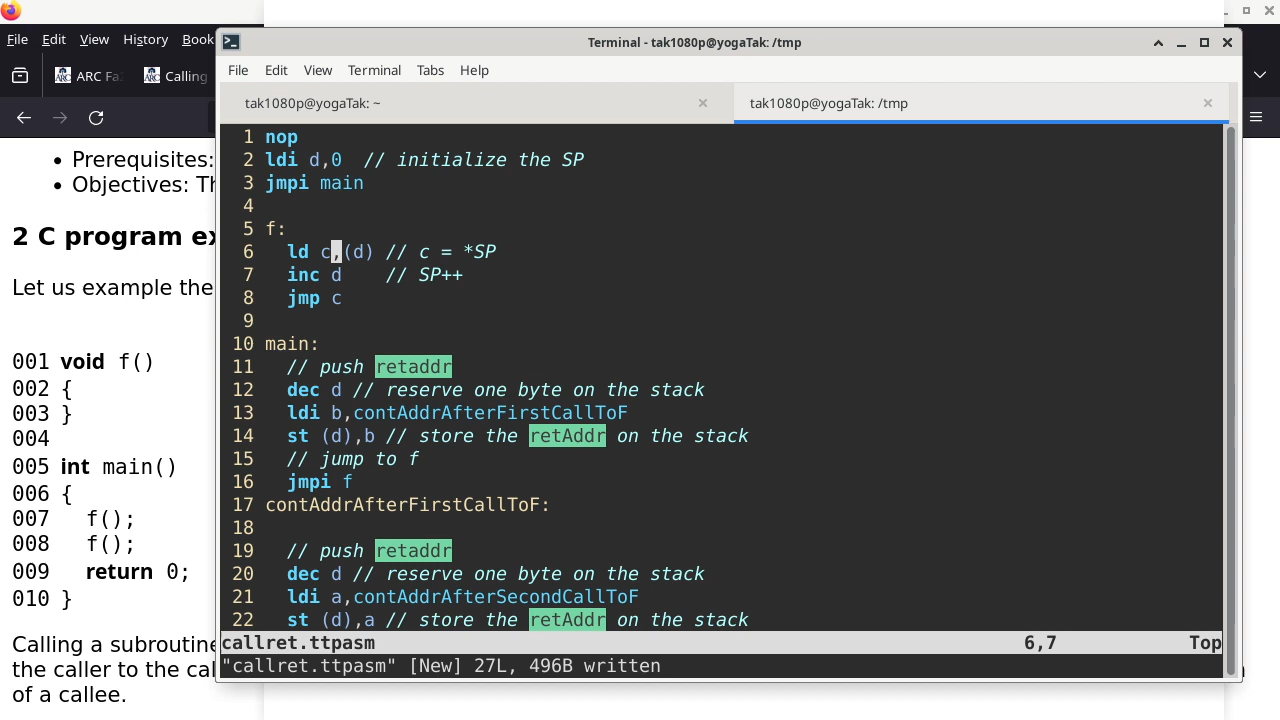 Terminal - tak1080p@yogaTak: /tmp
File Edit View History Book
File Edit View Terminal Tabs Help
ARC Fa
Calling
tak1080p@yogaTak: ~
tak1080p@yogaTak: /tmp
• Prerequisites:
• Objectives:
2 C program
Let us example the
001 void f()
002 {
003 }
004
005 int main()
006 {
007 f();
008 f();
009 return 0;
010 }
Calling a subroutine
the caller to the
of a callee.
1 nop
2 ldi d,0 // initialize the SP
3 jmpi main
4
5 f:
6 ld c,(d) // c = *SP
7 inc d // SP++
8 jmp c
9
10 main:
11 // push retaddr
12 dec d // reserve one byte on the stack
13 ldi b,contAddrAfterFirstCallToF
14 st (d),b // store the retAddr on the stack
15 // jump to f
16 jmpi f
17 contAddrAfterFirstCallToF:
18
19 // push retaddr
20 dec d // reserve one byte on the stack
21 ldi a,contAddrAfterSecondCallToF
22 st (d),a // store the retAddr on the stack
callret.ttpasm 6,7 Top
"callret.ttpasm" [New] 27L, 496B written